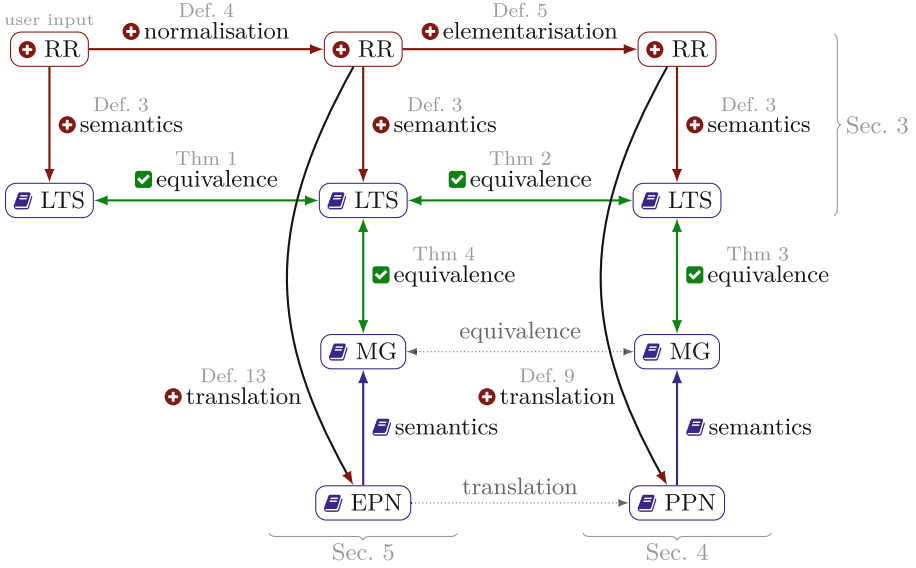 user input
Def. 4
normalisation
Def. 5
elementarisation
RR
RR
RR
Def. 3
semantics
Def. 3
semantics
Def. 3
semantics
Sec. 3
Thm 1
equivalence
Thm 2
equivalence
LTS
LTS
LTS
Thm 4
equivalence
Thm 3
equivalence
equivalence
MG
MG
Def. 13
translation
Def. 9
translation
semantics
semantics
translation
EPN
PPN
Sec. 5
Sec. 4